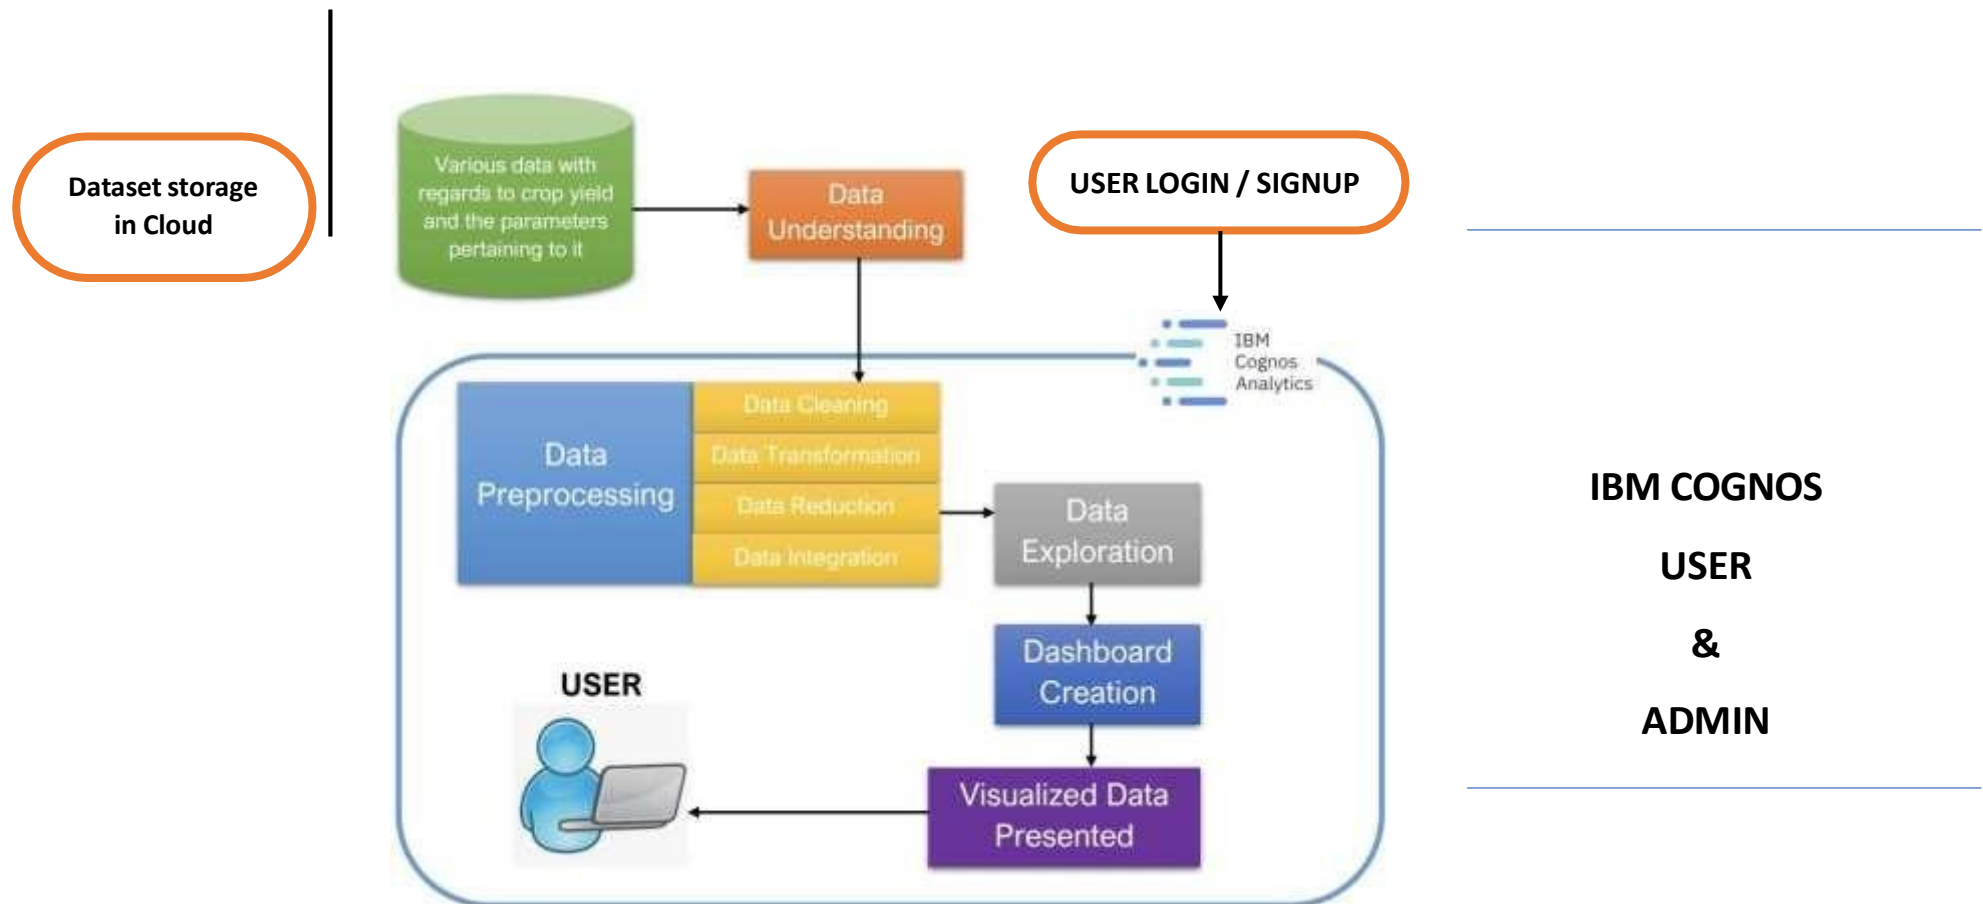 Dataset storage
in Cloud
Various data with
regards to crop yield
and the parameters
pertaining to it
Data
Understanding
USER LOGIN / SIGNUP
IBM
Cognos
Analytics
Data
Preprocessing
Data Cleaning
Data Transformation
Data Reduction
Data Integration
Data
Exploration
Dashboard
Creation
Visualized Data
Presented
USER
IBM COGNOS
USER
&
ADMIN